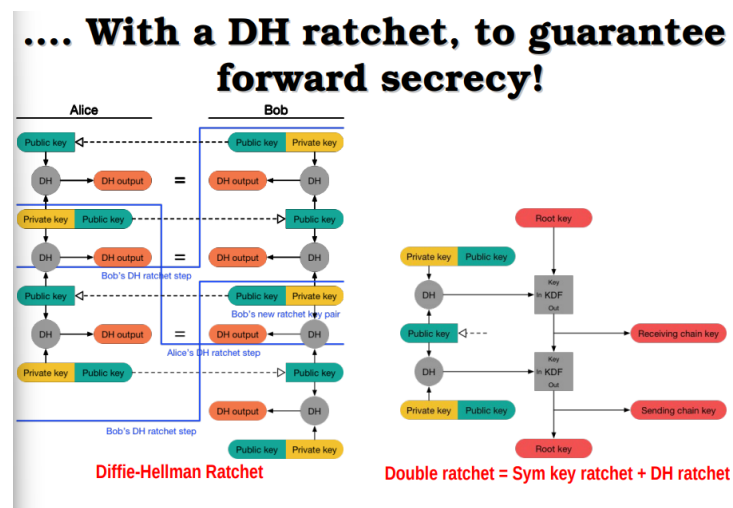 .... With a DH ratchet, to guarantee
forward secrecy!
Alice
Bob
Public key
Public key Private key
DH
DH output
=
DH output
DH
Private key Public key
Public key
DH
DH output
=
DH output
DH
Bob's DH ratchet step
Public key
Public key Private key
Bob's new ratchet key pair
DH
DH output
=
DH output
DH
Alice's DH ratchet step
Private key Public key
Public key
DH output
DH
Bob's DH ratchet step
Public key Private key
Diffie-Hellman Ratchet
Root key
Private key Public key
Key
DH
In KDF
Out
Public key
Receiving chain key
Key
DH
In KDF
Out
Private key Public key
Sending chain key
Root key
Double ratchet = Sym key ratchet + DH ratchet